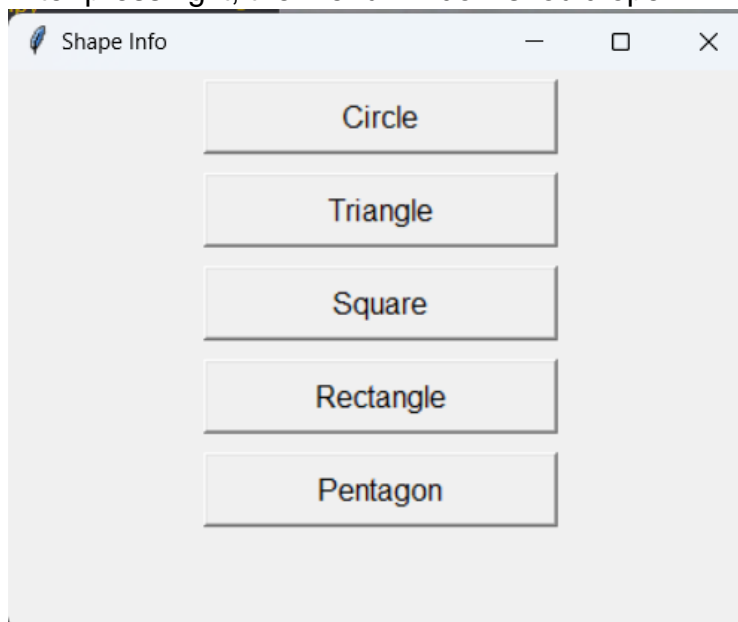 Shape Info
Circle
Triangle
Square
Rectangle
Pentagon